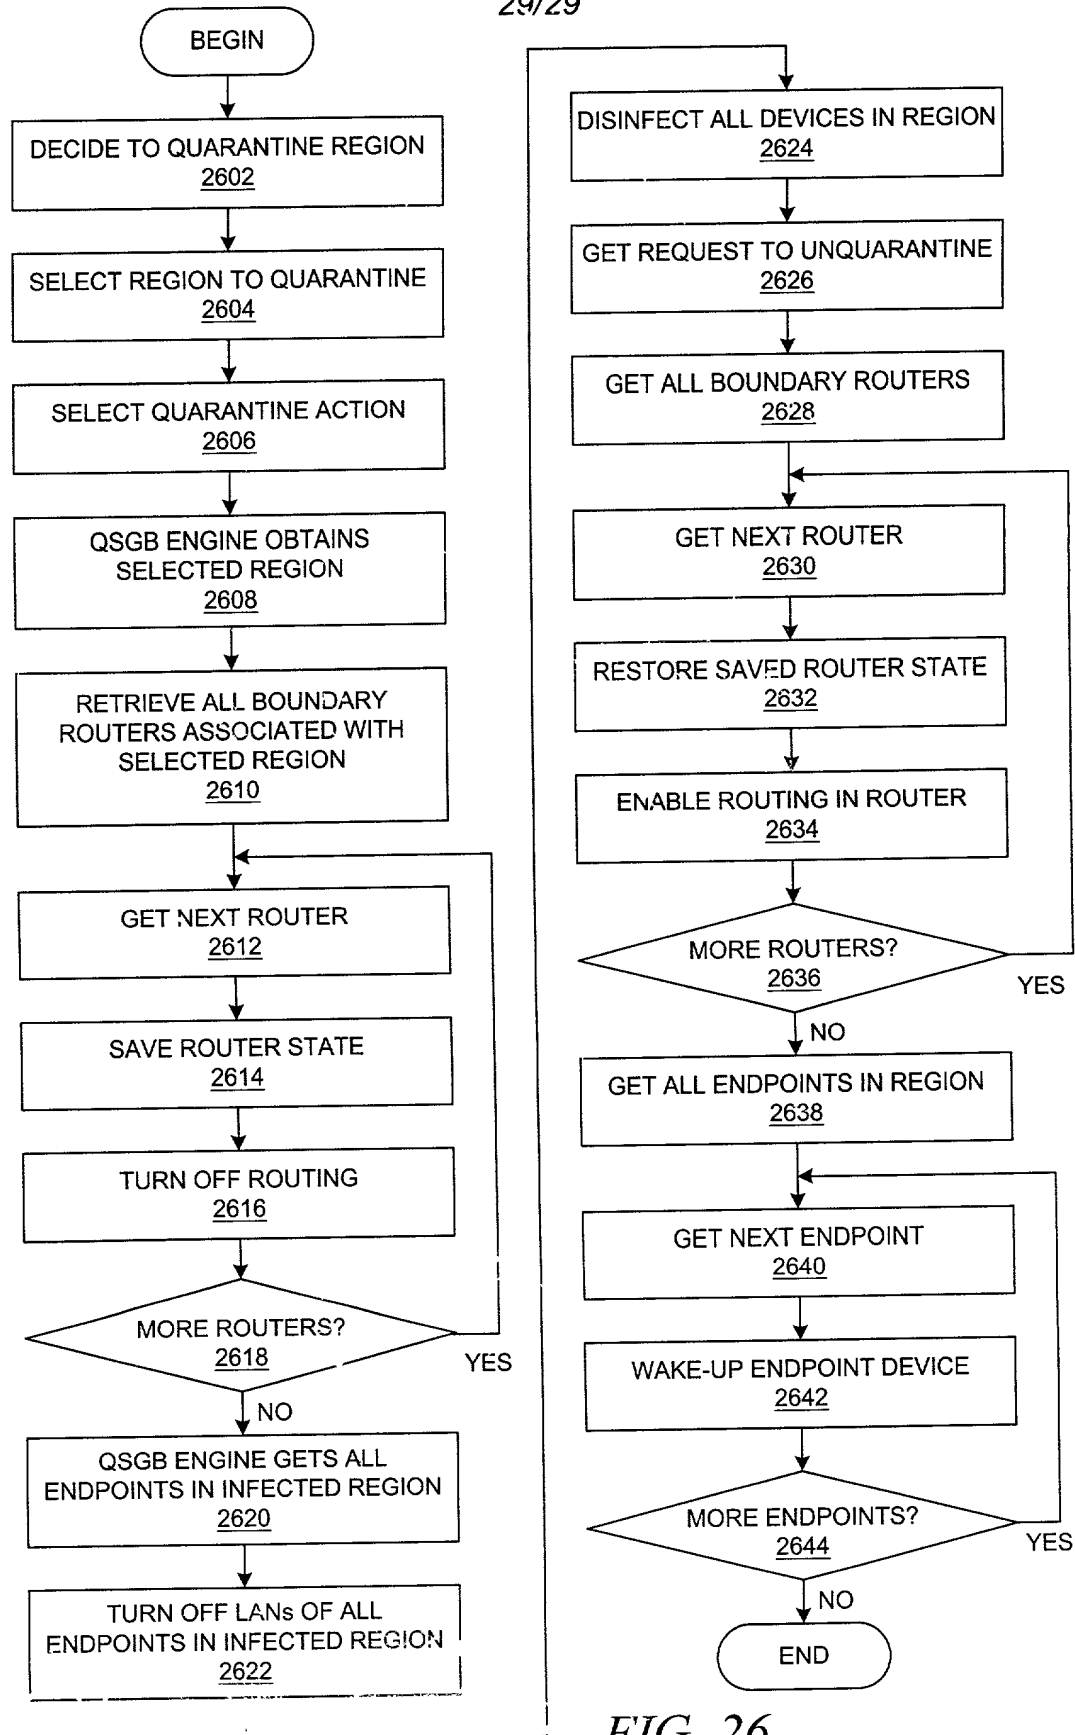 29/29
BEGIN
DECIDE TO QUARANTINE REGION
2602
SELECT REGION TO QUARANTINE
2604
SELECT QUARANTINE ACTION
2606
QSGB ENGINE OBTAINS
SELECTED REGION
2608
RETRIEVE ALL BOUNDARY
ROUTERS ASSOCIATED WITH
SELECTED REGION
2610
GET NEXT ROUTER
2612
SAVE ROUTER STATE
2614
TURN OFF ROUTING
2616
MORE ROUTERS?
2618
YES
NO
QSGB ENGINE GETS ALL
ENDPOINTS IN INFECTED REGION
2620
TURN OFF LANs OF ALL
ENDPOINTS IN INFECTED REGION
2622
DISINFECT ALL DEVICES IN REGION
2624
GET REQUEST TO UNQUARANTINE
2626
GET ALL BOUNDARY ROUTERS
2628
GET NEXT ROUTER
2630
RESTORE SAVED ROUTER STATE
2632
ENABLE ROUTING IN ROUTER
2634
MORE ROUTERS?
2636
YES
NO
GET ALL ENDPOINTS IN REGION
2638
GET NEXT ENDPOINT
2640
WAKE-UP ENDPOINT DEVICE
2642
MORE ENDPOINTS?
2644
YES
NO
END
FIG. 26